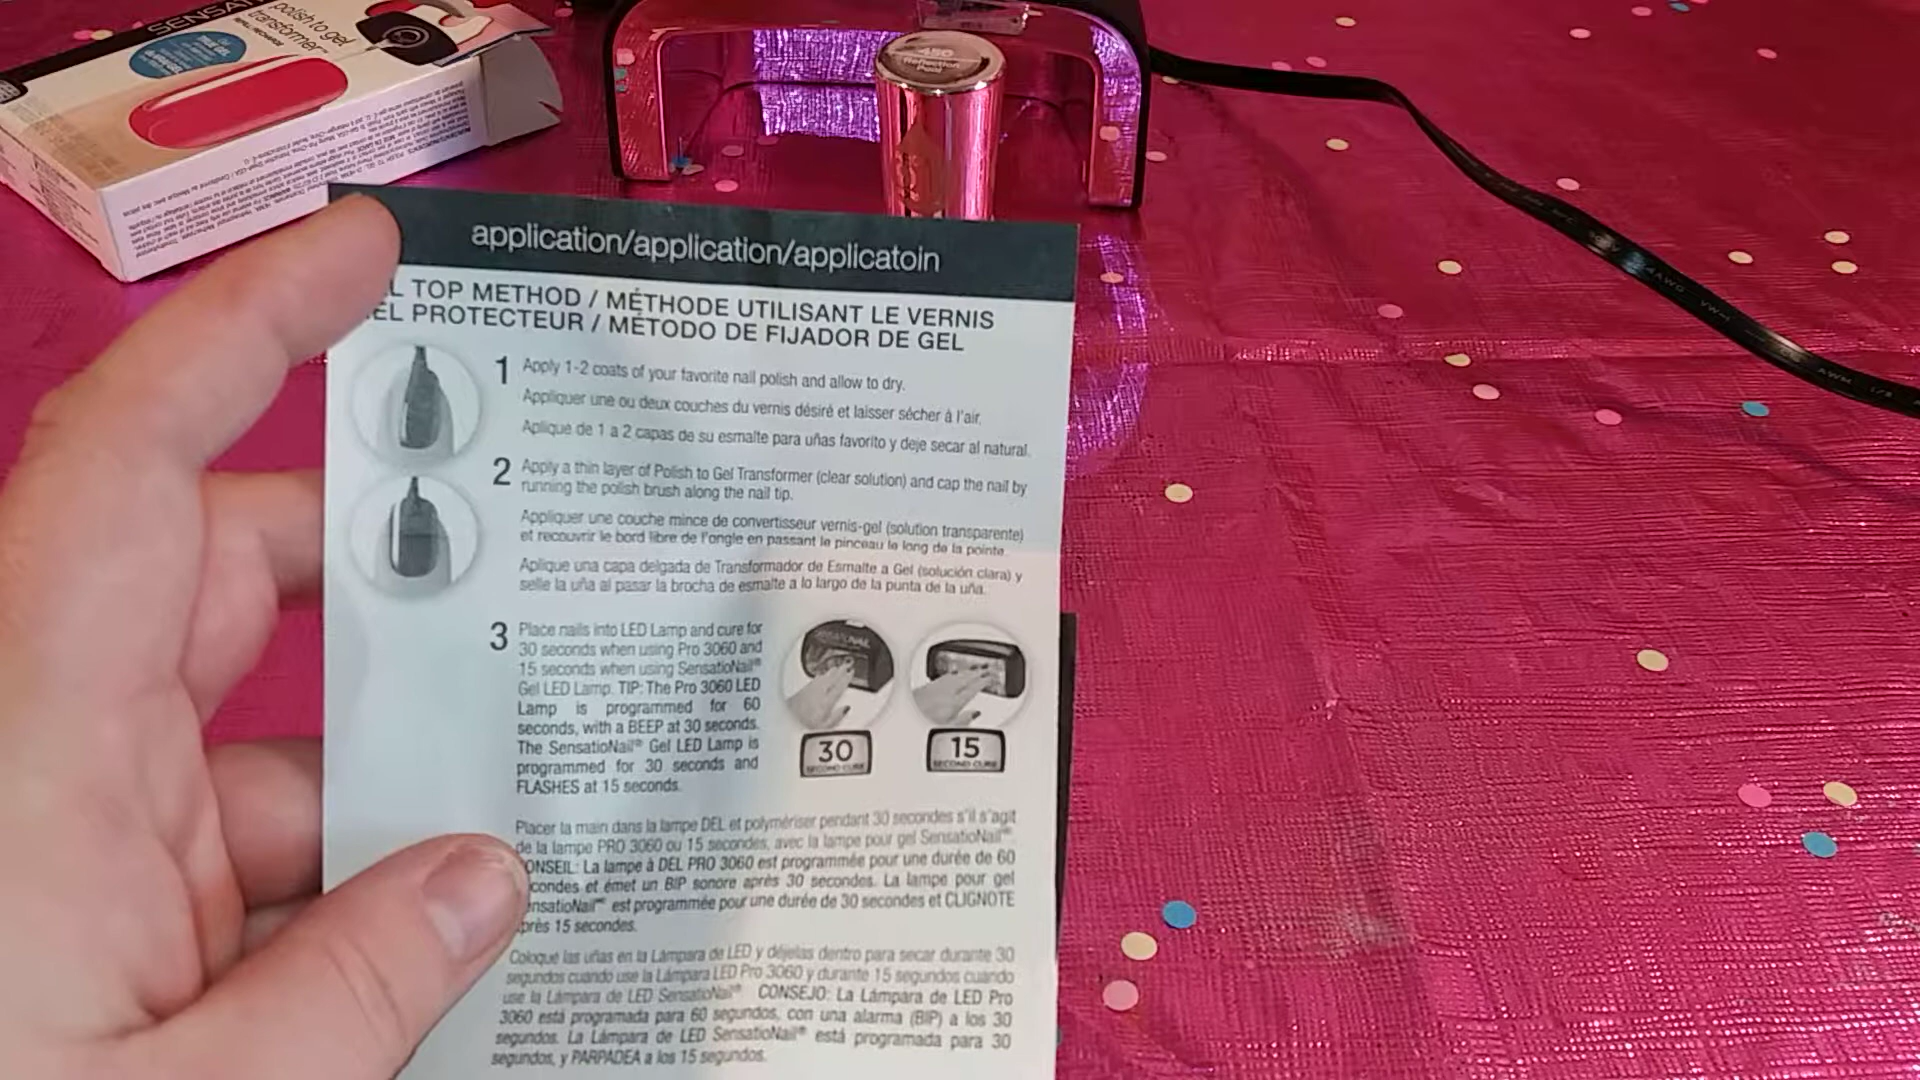 polish to gel
transformer™
450
Reflection
Pool
application/application/applicatoin
L TOP METHOD / MÉTHODE UTILISANT LE VERNIS
EL PROTECTEUR / MÉTODO DE FIJADOR DE GEL
1 Apply 1-2 coats of your favorite nail polish and allow to dry.
Appliquer une ou deux couches du vernis désiré et laisser sécher à l'air.
Aplique de 1 a 2 capas de su esmalte para uñas favorito y deje secar al natural.
2 Apply a thin layer of Polish to Gel Transformer (clear solution) and cap the nail by
running the polish brush along the nail tip.
Appliquer une couche mince de convertisseur vernis-gel (solution transparente)
et recouvrir le bord libre de l'ongle en passant le pinceau le long de la pointe.
Aplique una capa delgada de Transformador de Esmalte a Gel (solución clara) y
selle la uña al pasar la brocha de esmalte a lo largo de la punta de la uña.
3 Place nails into LED Lamp and cure for
30 seconds when using Pro 3060 and
15 seconds when using SensatioNail®
Gel LED Lamp. TIP: The Pro 3060 LED
Lamp is programmed for 60
seconds, with a BEEP at 30 seconds.
The SensatioNail® Gel LED Lamp is
programmed for 30 seconds and
FLASHES at 15 seconds.
30
SECOND CURE
15
SECOND CURE
Placer la main dans la lampe DEL et polymériser pendant 30 secondes s'il s'agit
de la lampe PRO 3060 ou 15 secondes, avec la lampe pour gel SensatioNail™.
ONSEIL: La lampe à DEL PRO 3060 est programmée pour une durée de 60
condes et émet un BIP sonore après 30 secondes. La lampe pour gel
ensatioNail™ est programmée pour une durée de 30 secondes et CLIGNOTE
près 15 secondes.
Coloque las uñas en la Lámpara de LED y déjelas dentro para secar durante 30
segundos cuando use la Lámpara LED Pro 3060 y durante 15 segundos cuando
use la Lámpara de LED SensatioNail® CONSEJO: La Lámpara de LED Pro
3060 está programada para 60 segundos, con una alarma (BIP) a los 30
segundos. La Lámpara de LED SensatioNail® está programada para 30
segundos, y PARPADEA a los 15 segundos.